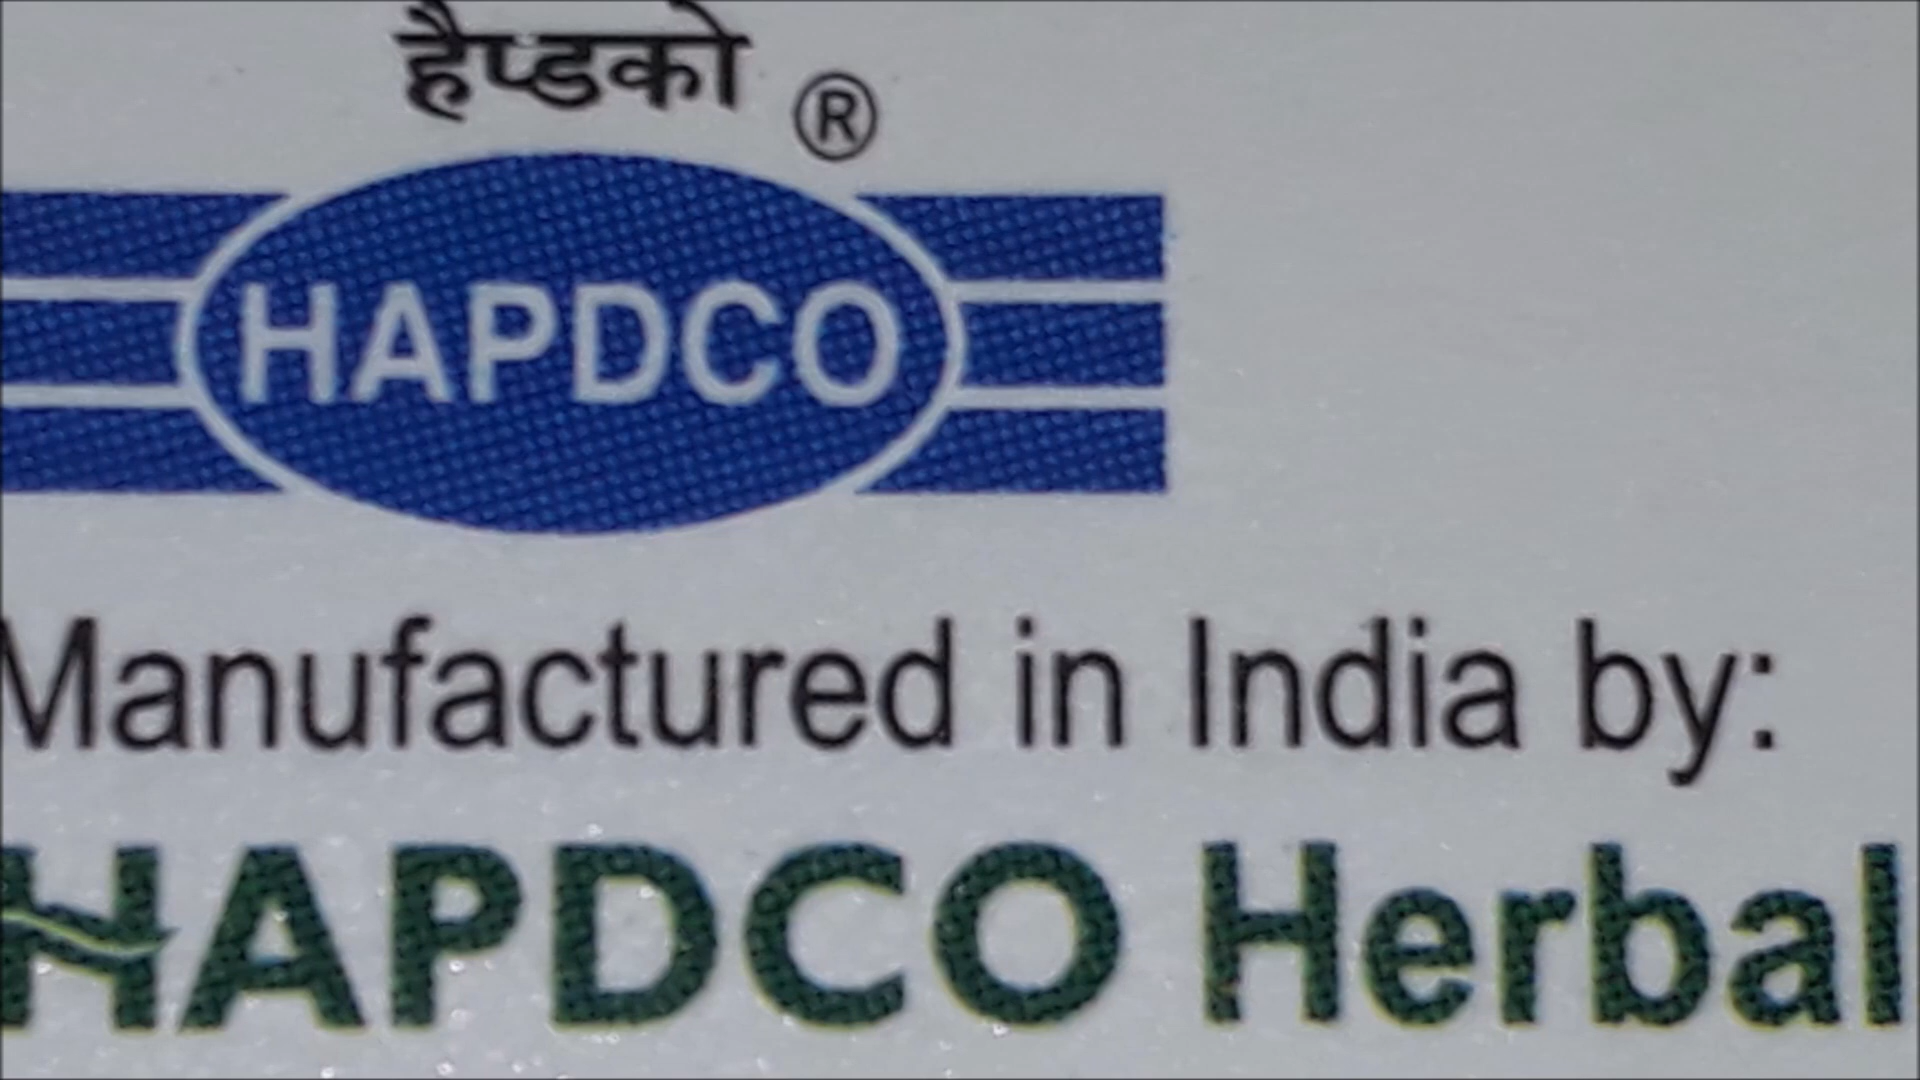 हैप्डको ®
HAPDCO
Manufactured in India by:
HAPDCO Herbal